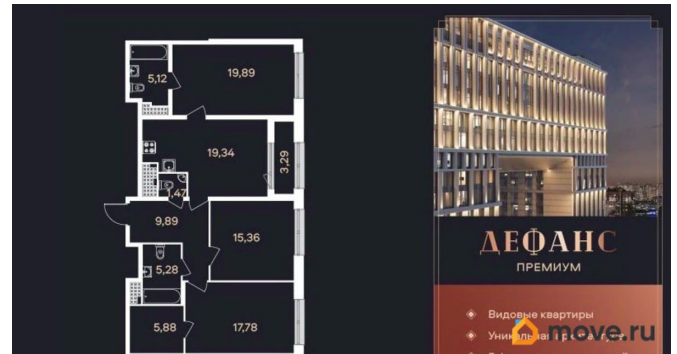 5,12
19,89
19,34
3,29
1,47
9,89
15,36
5,28
5,88
17,78
ДЕФАНС
ПРЕМИУМ
Видовые квартиры
move.ru